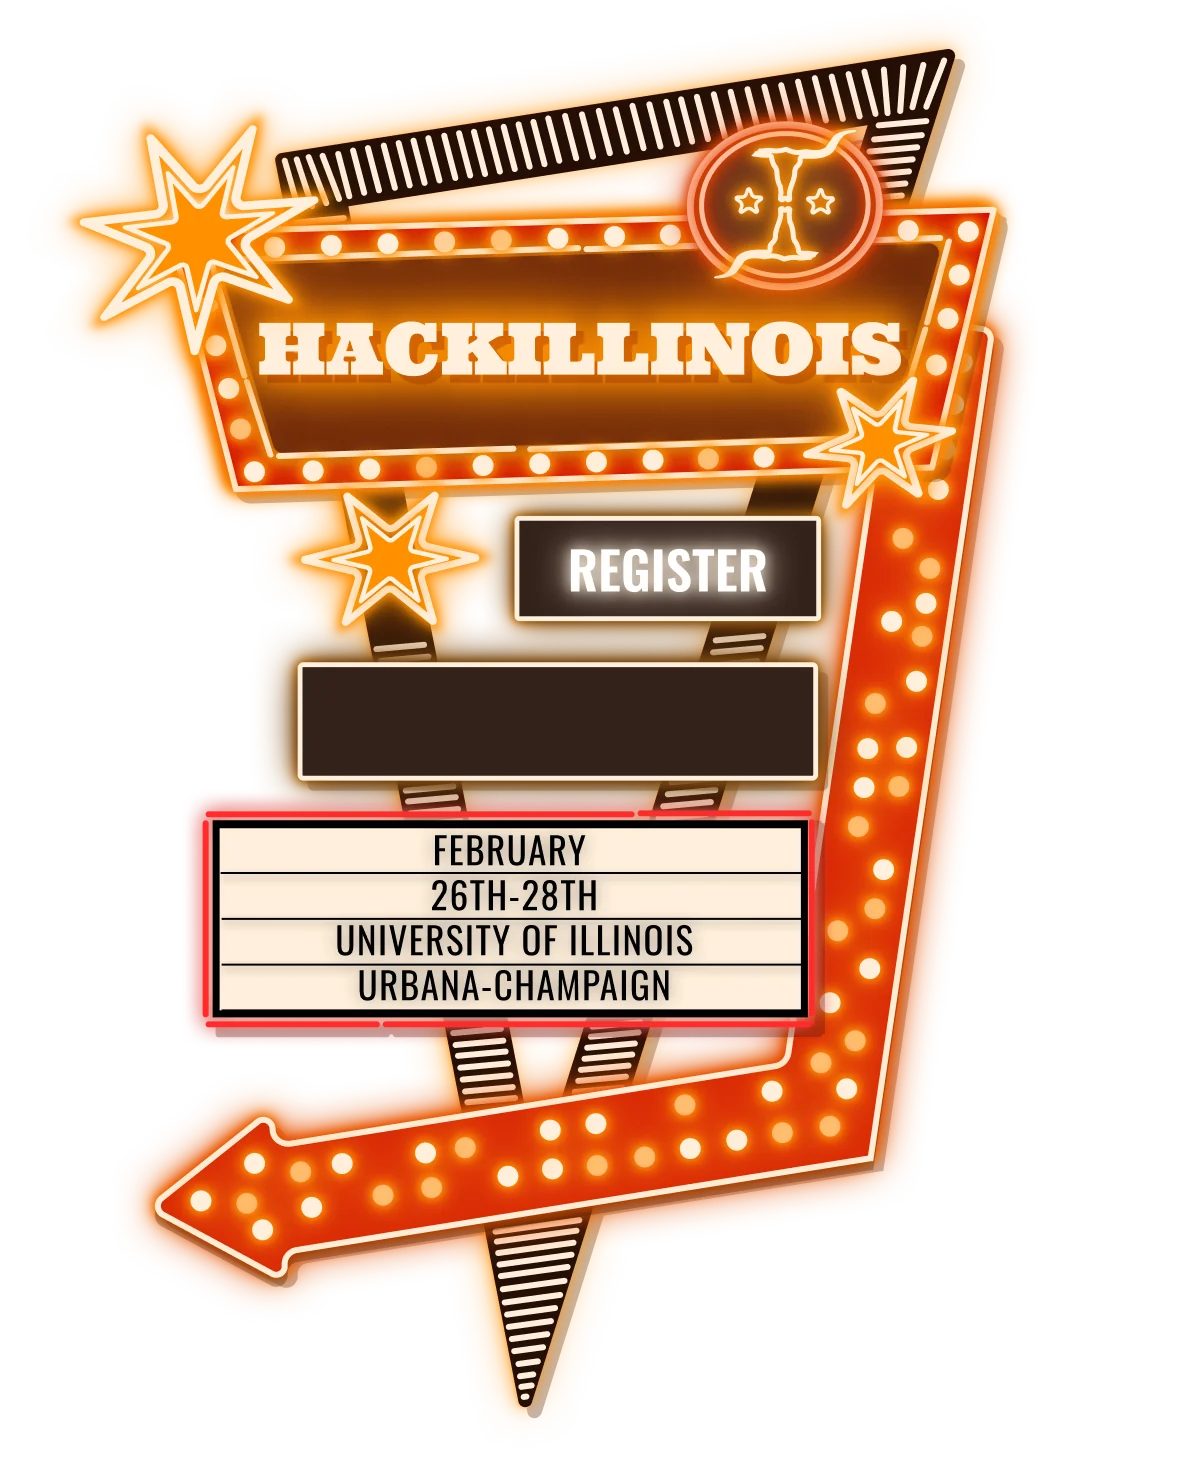 HACKILLINOIS
REGISTER
FEBRUARY
26TH-28TH
UNIVERSITY OF ILLINOIS
URBANA-CHAMPAIGN